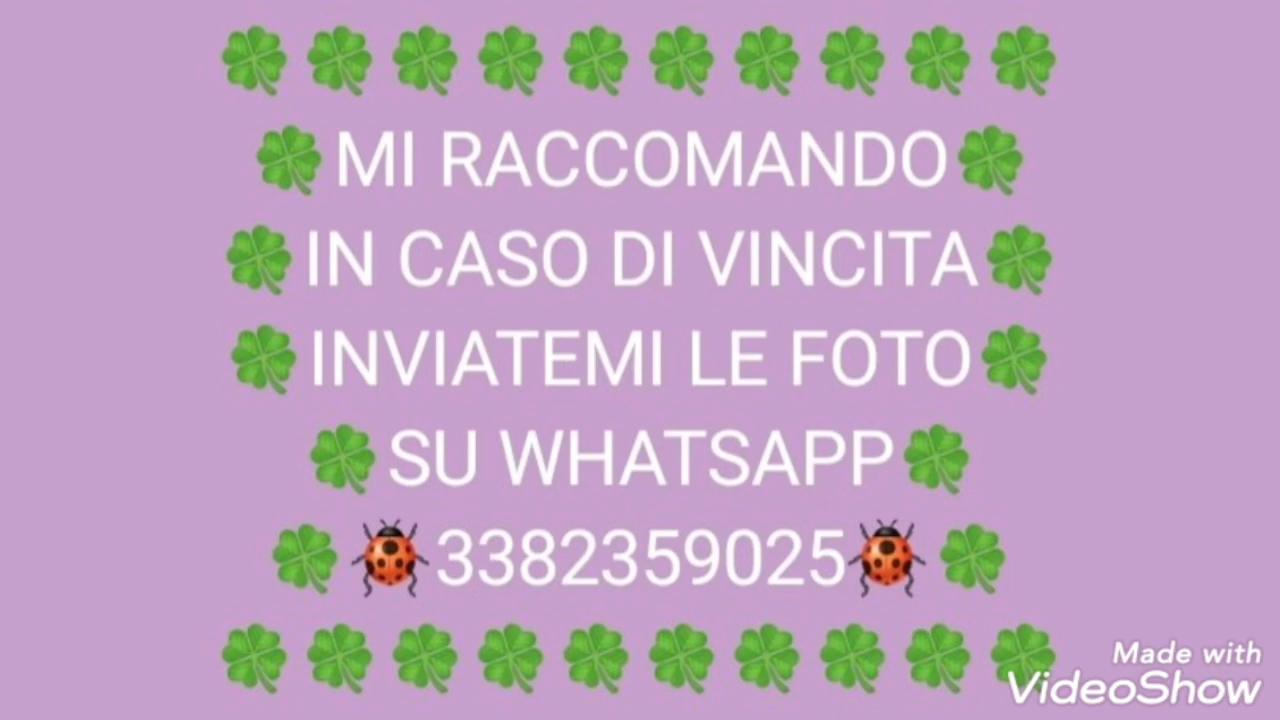 🍀🍀🍀🍀🍀🍀🍀🍀🍀🍀
🍀MI RACCOMANDO🍀
🍀IN CASO DI VINCITA🍀
🍀INVIATEMI LE FOTO🍀
🍀SU WHATSAPP🍀
🍀🐞3382359025🐞🍀
🍀🍀🍀🍀🍀🍀🍀🍀🍀🍀
Made with
VideoShow